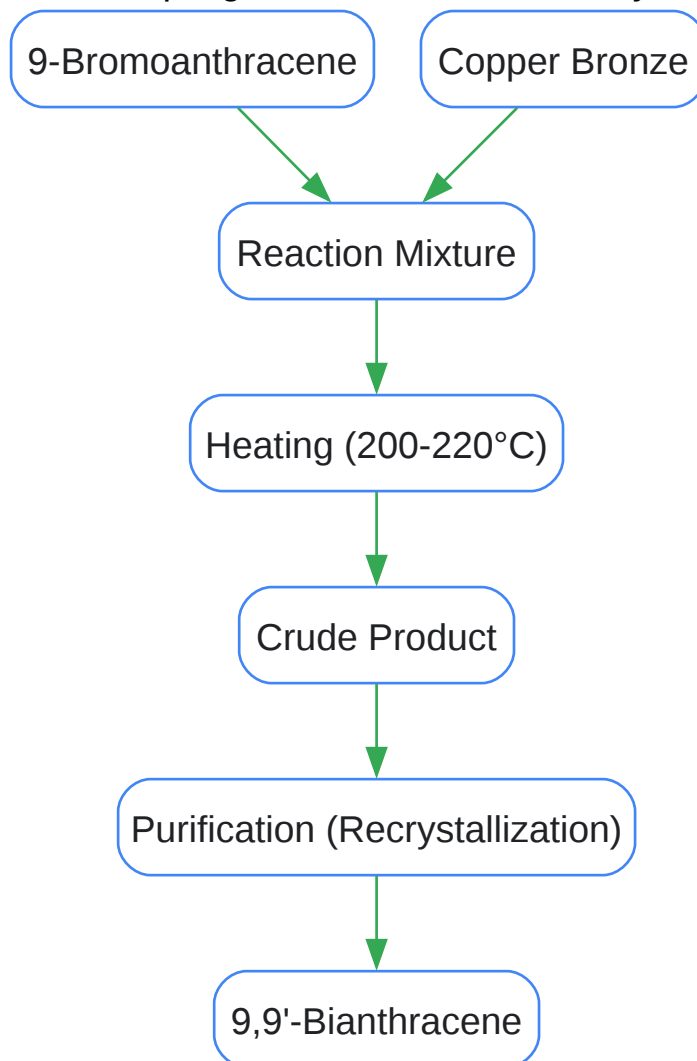 9-Bromoanthracene
Copper Bronze
Reaction Mixture
Heating (200-220°C)
Crude Product
Purification (Recrystallization)
9,9'-Bianthracene